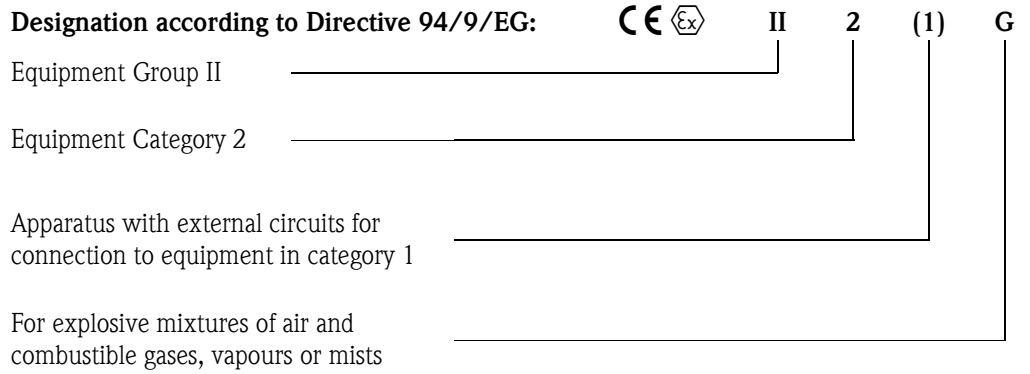 Designation according to Directive 94/9/EG: CE Ex II 2 (1) G
Equipment Group II
Equipment Category 2
Apparatus with external circuits for
connection to equipment in category 1
For explosive mixtures of air and
combustible gases, vapours or mists